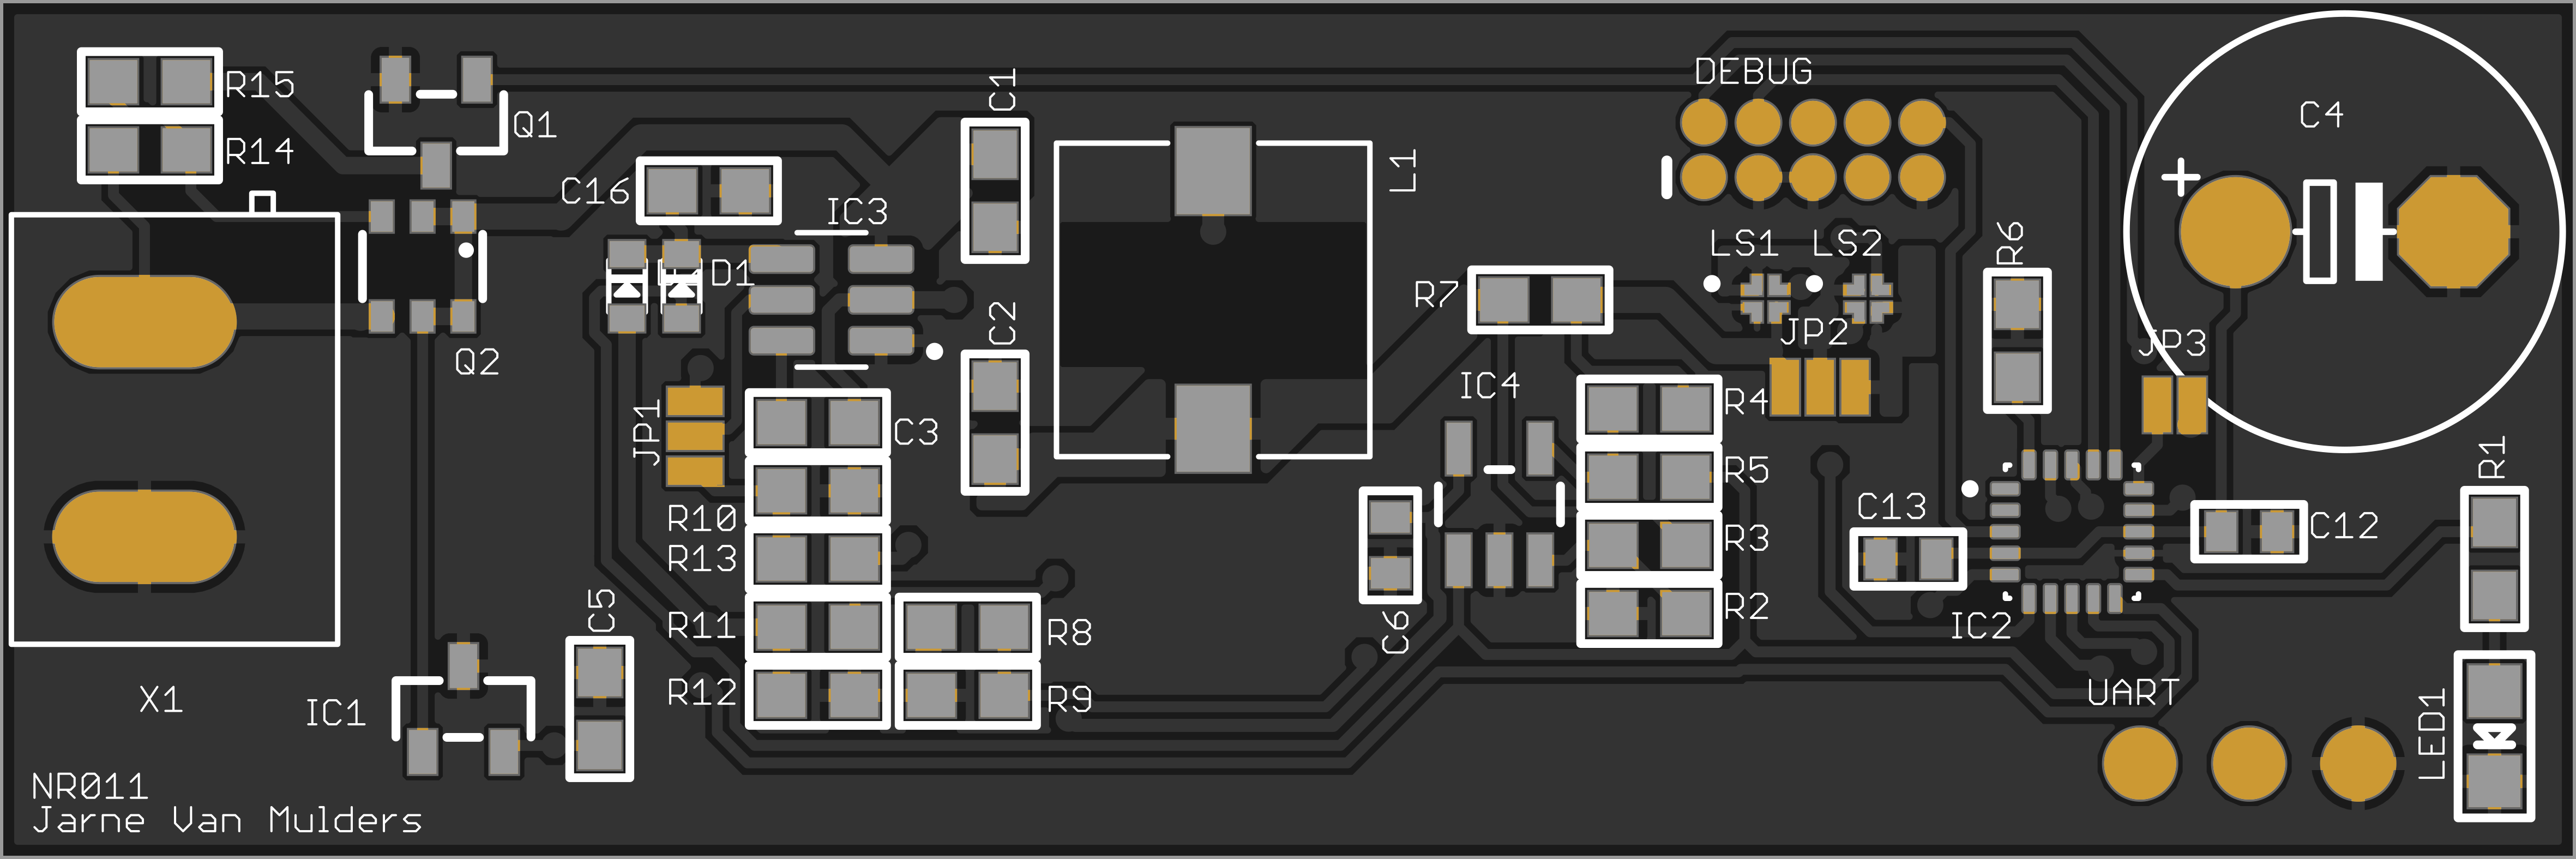 R15
R14
Q1
C16
IC3
C1
L1
DEBUG
C4
+
D1
LS1 LS2
R6
R7
C2
JP2
JP3
Q2
IC4
R4
JP1
C3
R5
R1
R10
R13
R3
C13
C12
C5
R11
R8
C6
R2
IC2
R12
R9
X1
IC1
UART
LED1
NR011
Jarne Van Mulders